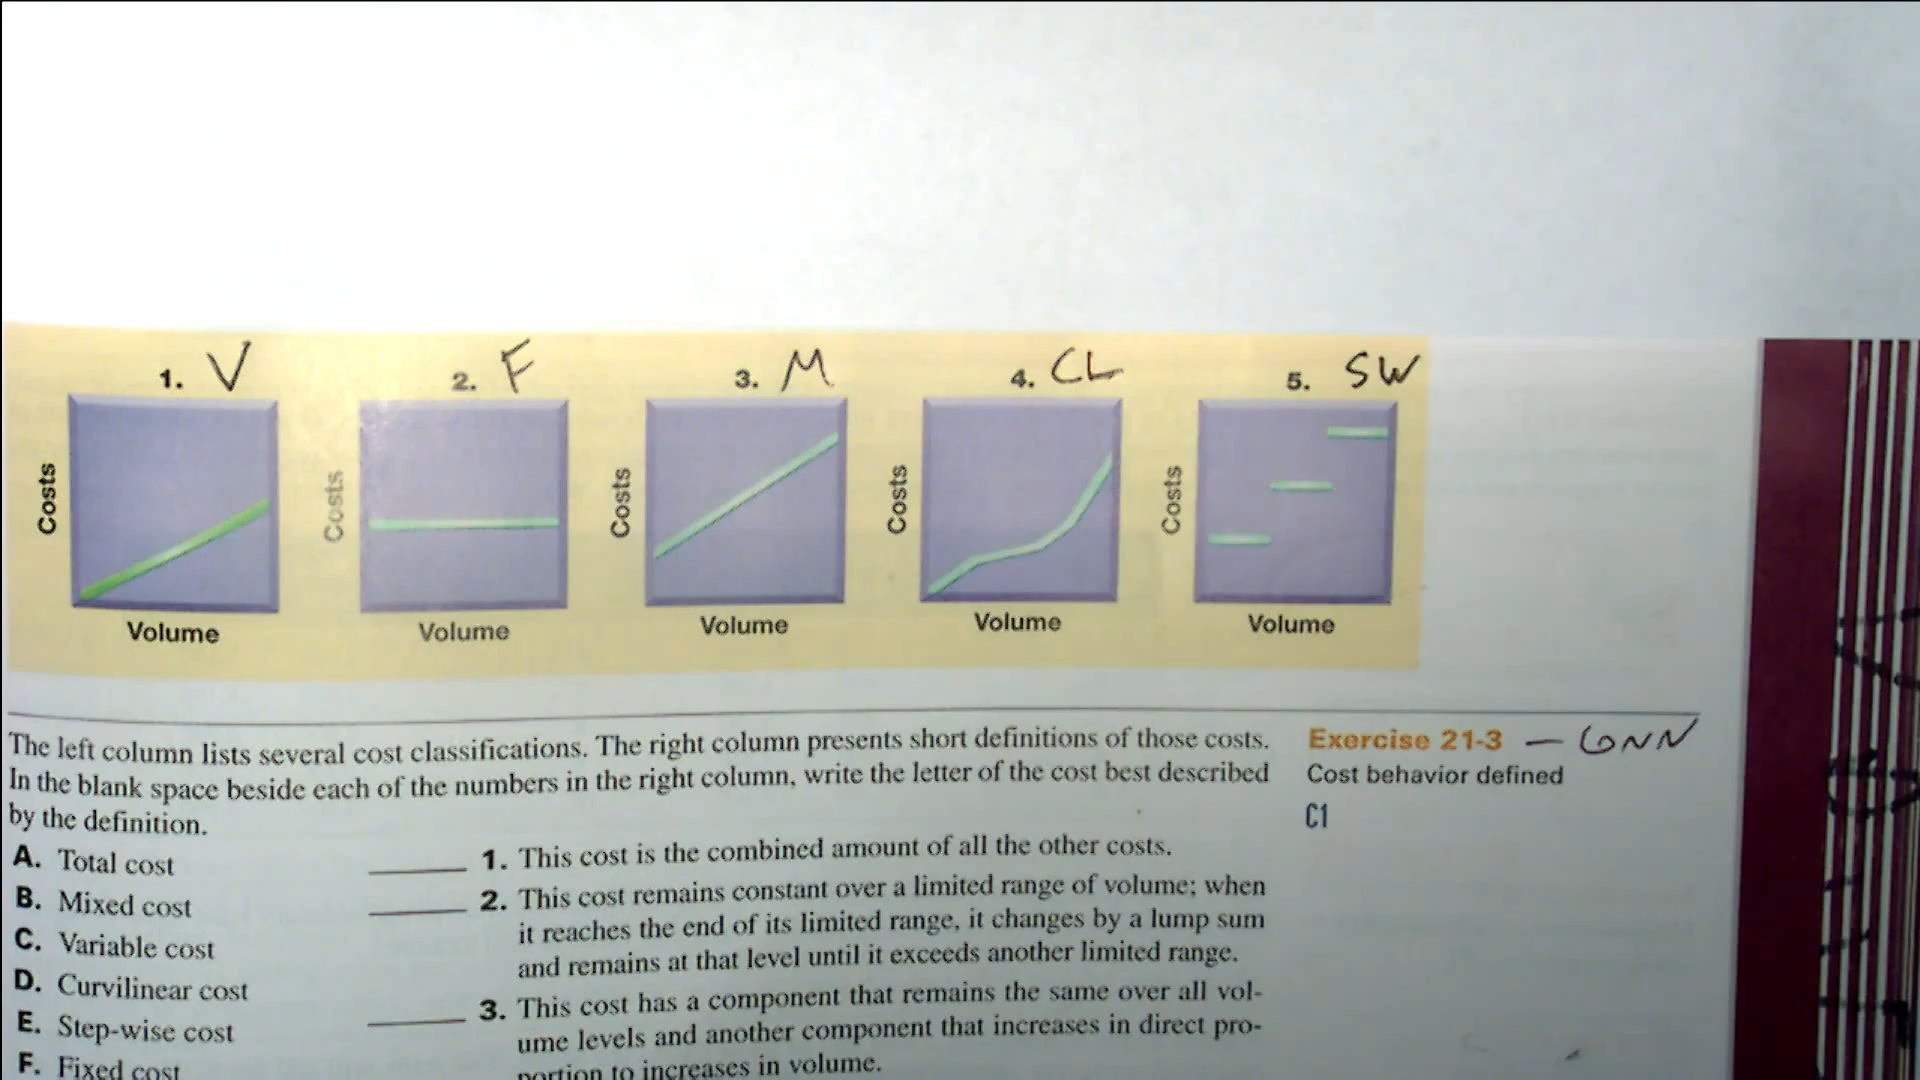 1. V 2. F 3. M 4. CL 5. SW
Costs Costs Costs Costs Costs
Volume Volume Volume Volume Volume
The left column lists several cost classifications. The right column presents short definitions of those costs.
In the blank space beside each of the numbers in the right column, write the letter of the cost best described
by the definition.
Exercise 21-3
Cost behavior defined
C1
A. Total cost
B. Mixed cost
C. Variable cost
D. Curvilinear cost
E. Step-wise cost
F. Fixed cost
1. This cost is the combined amount of all the other costs.
2. This cost remains constant over a limited range of volume; when
it reaches the end of its limited range, it changes by a lump sum
and remains at that level until it exceeds another limited range.
3. This cost has a component that remains the same over all vol-
ume levels and another component that increases in direct pro-
portion to increases in volume.